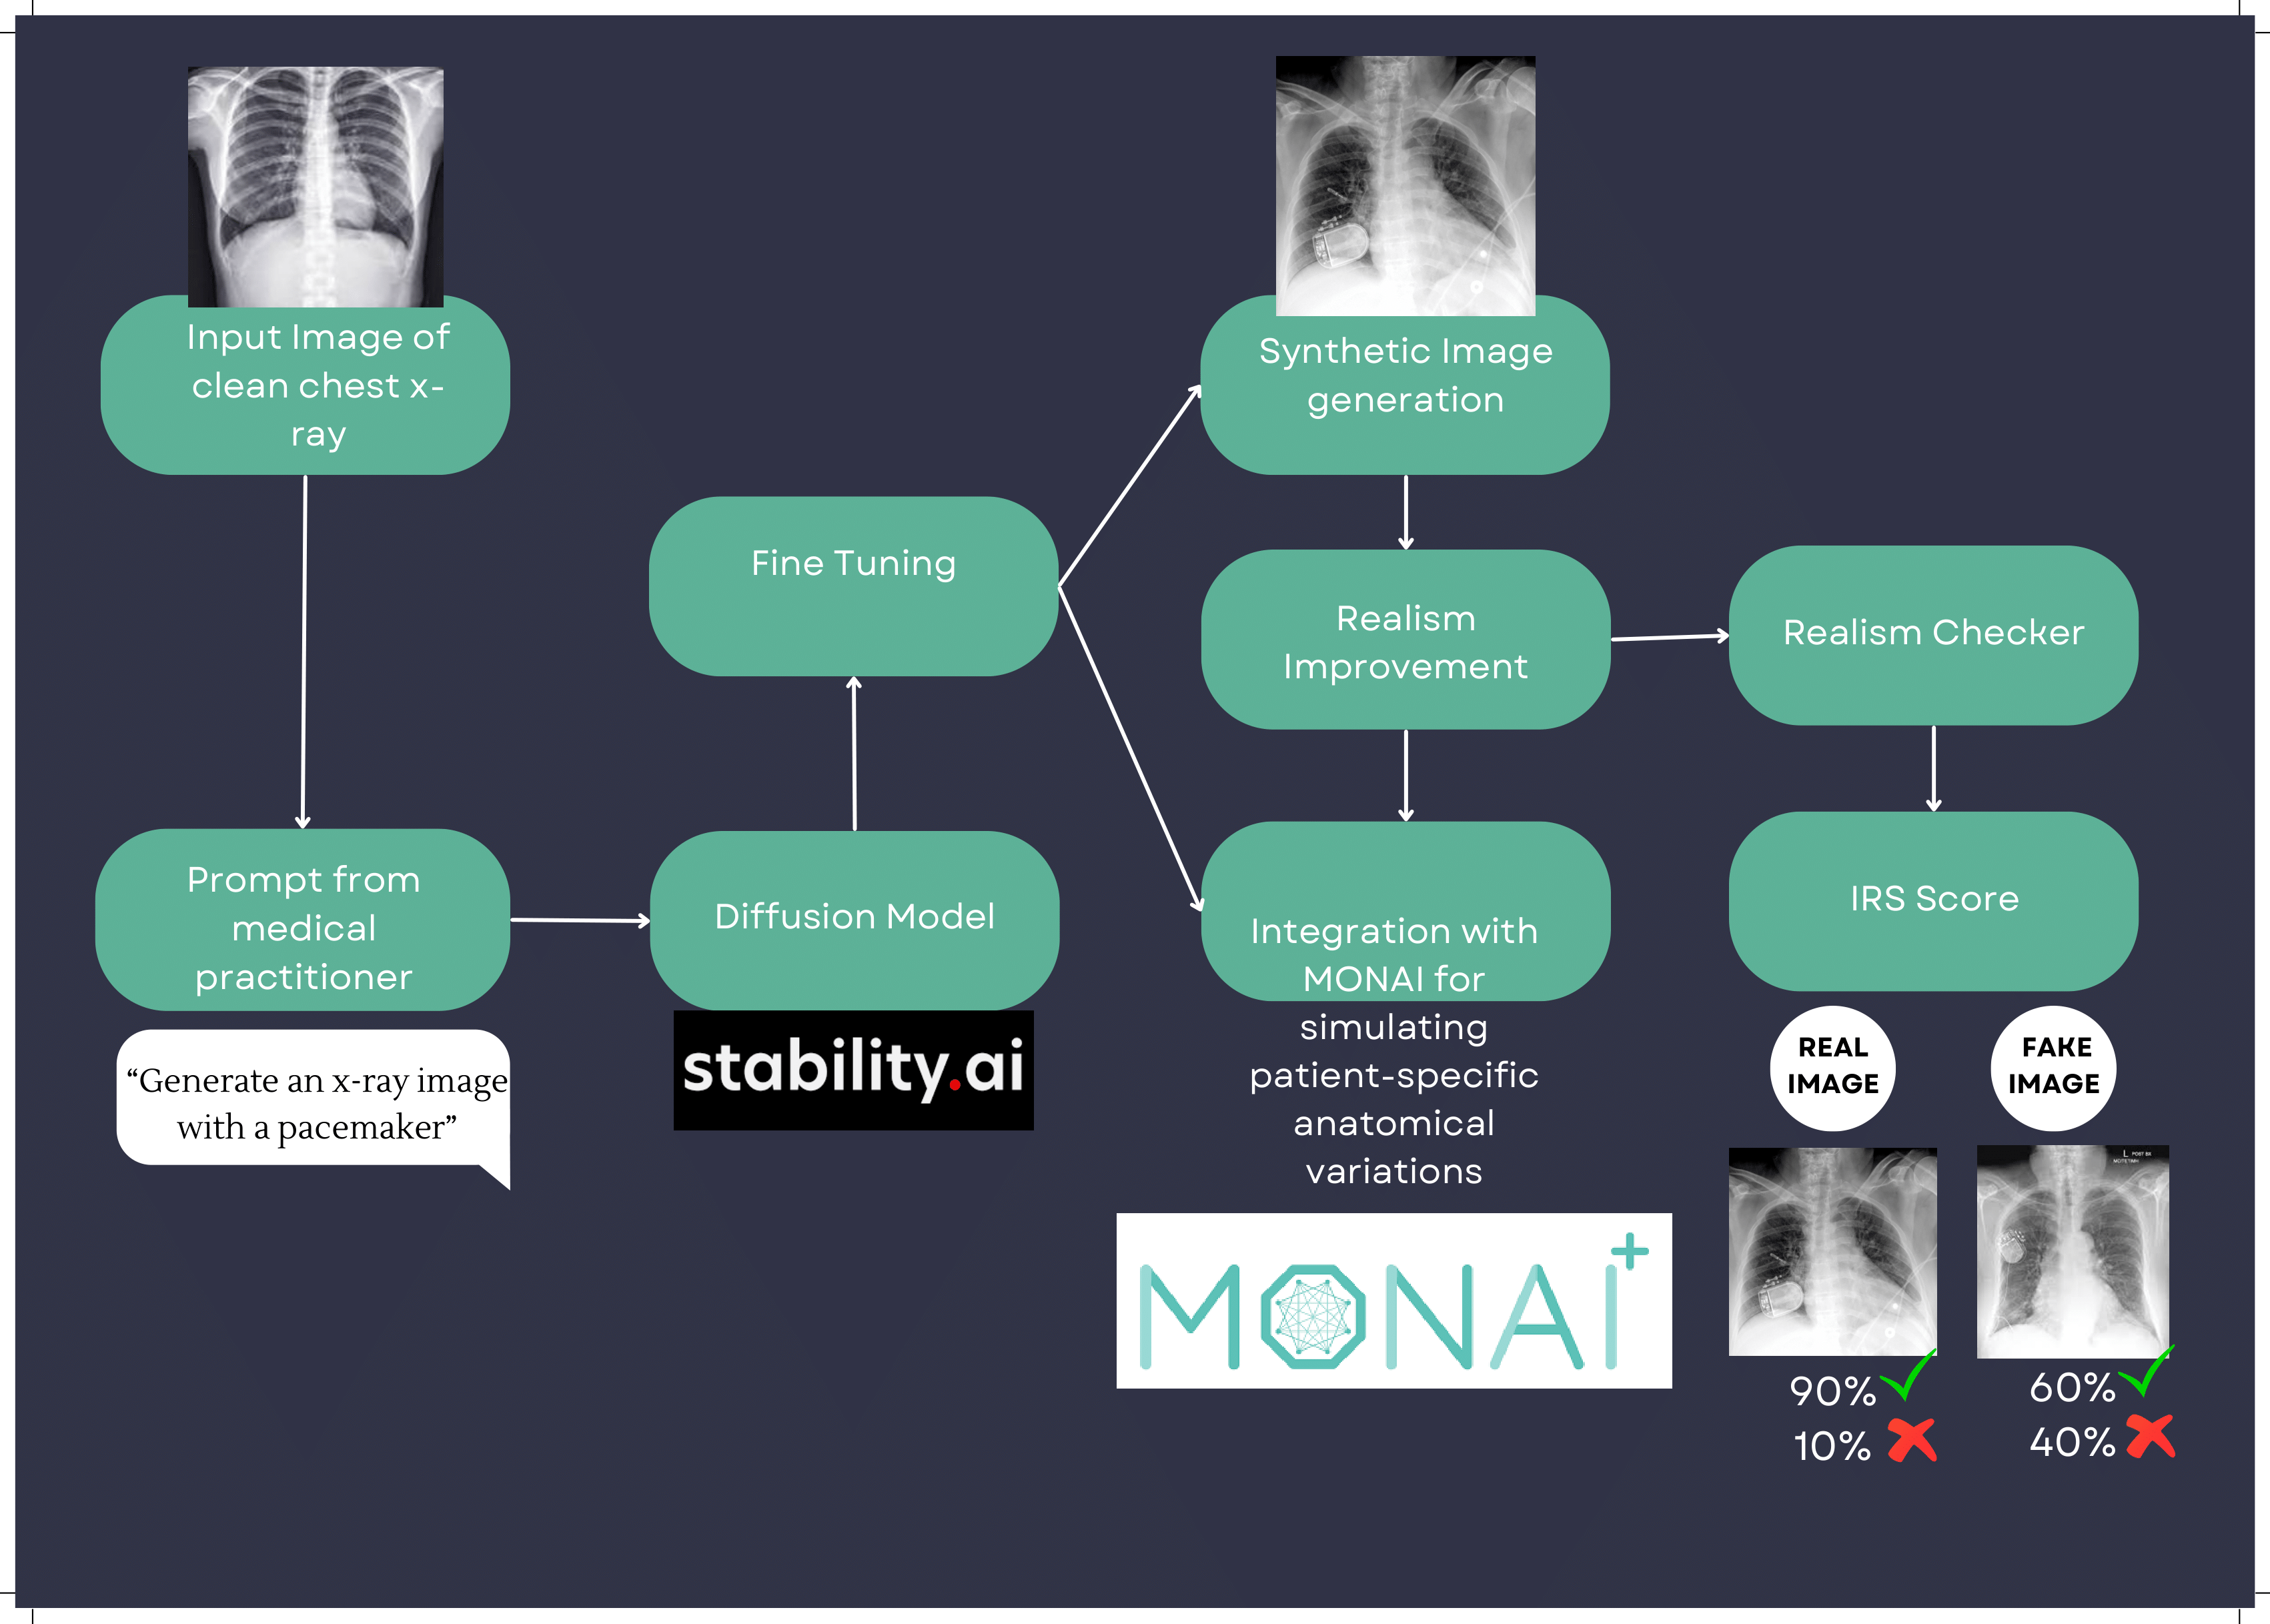 Input Image of
clean chest x-
ray
Prompt from
medical
practitioner
“Generate an x-ray image
with a pacemaker”
Fine Tuning
Diffusion Model
stability.ai
Synthetic Image
generation
Realism
Improvement
Integration with
MONAI for
simulating
patient-specific
anatomical
variations
MONAI+
Realism Checker
IRS Score
REAL
IMAGE
90%
10%
FAKE
IMAGE
L POST BX
60%
40%